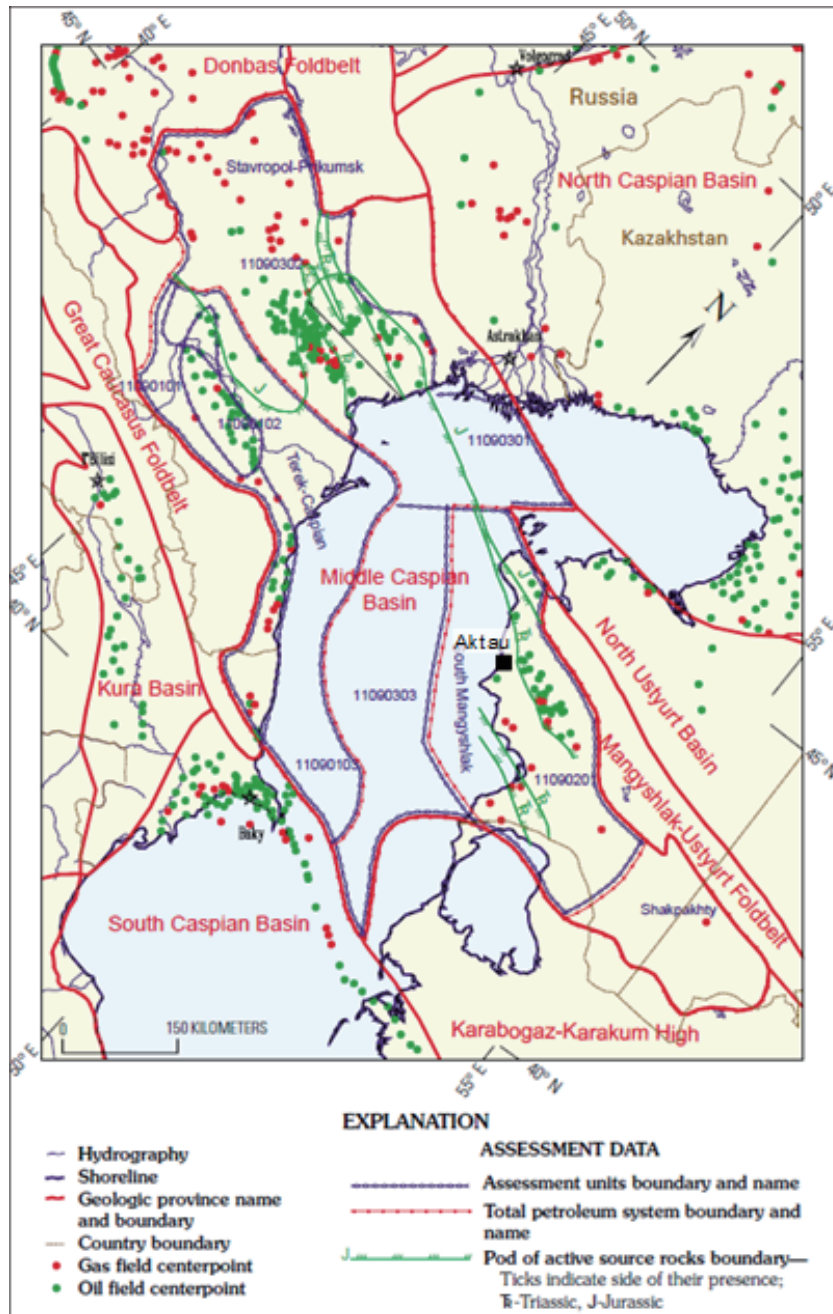 45° N
40° E
45° E
50° N
Donbas Foldbelt
Volgograd
Russia
Stavropol-Prikumsk
North Caspian Basin
50° E
Kazakhstan
11090302
N
Great Caucasus Foldbelt
Astrakhan
11090101
J
11090102
J
11090301
T'Bilisi
Terek-Caspian
45° N
40° E
Middle Caspian
Basin
J
55° E
Aktau
North Ustyurt Basin
Kura Basin
South Mangyshlak
11090303
Mangyshlak-Ustyurt Foldbelt
45° N
11090103
11090201
Baky
Shakpakhty
South Caspian Basin
0
150 KILOMETERS
Karabogaz-Karakum High
50° E
55° E
40° N
EXPLANATION
Hydrography
Shoreline
Geologic province name
and boundary
Country boundary
Gas field centerpoint
Oil field centerpoint
ASSESSMENT DATA
Assessment units boundary and name
Total petroleum system boundary and
name
J
Pod of active source rocks boundary—
Ticks indicate side of their presence;
Tr-Triassic, J-Jurassic